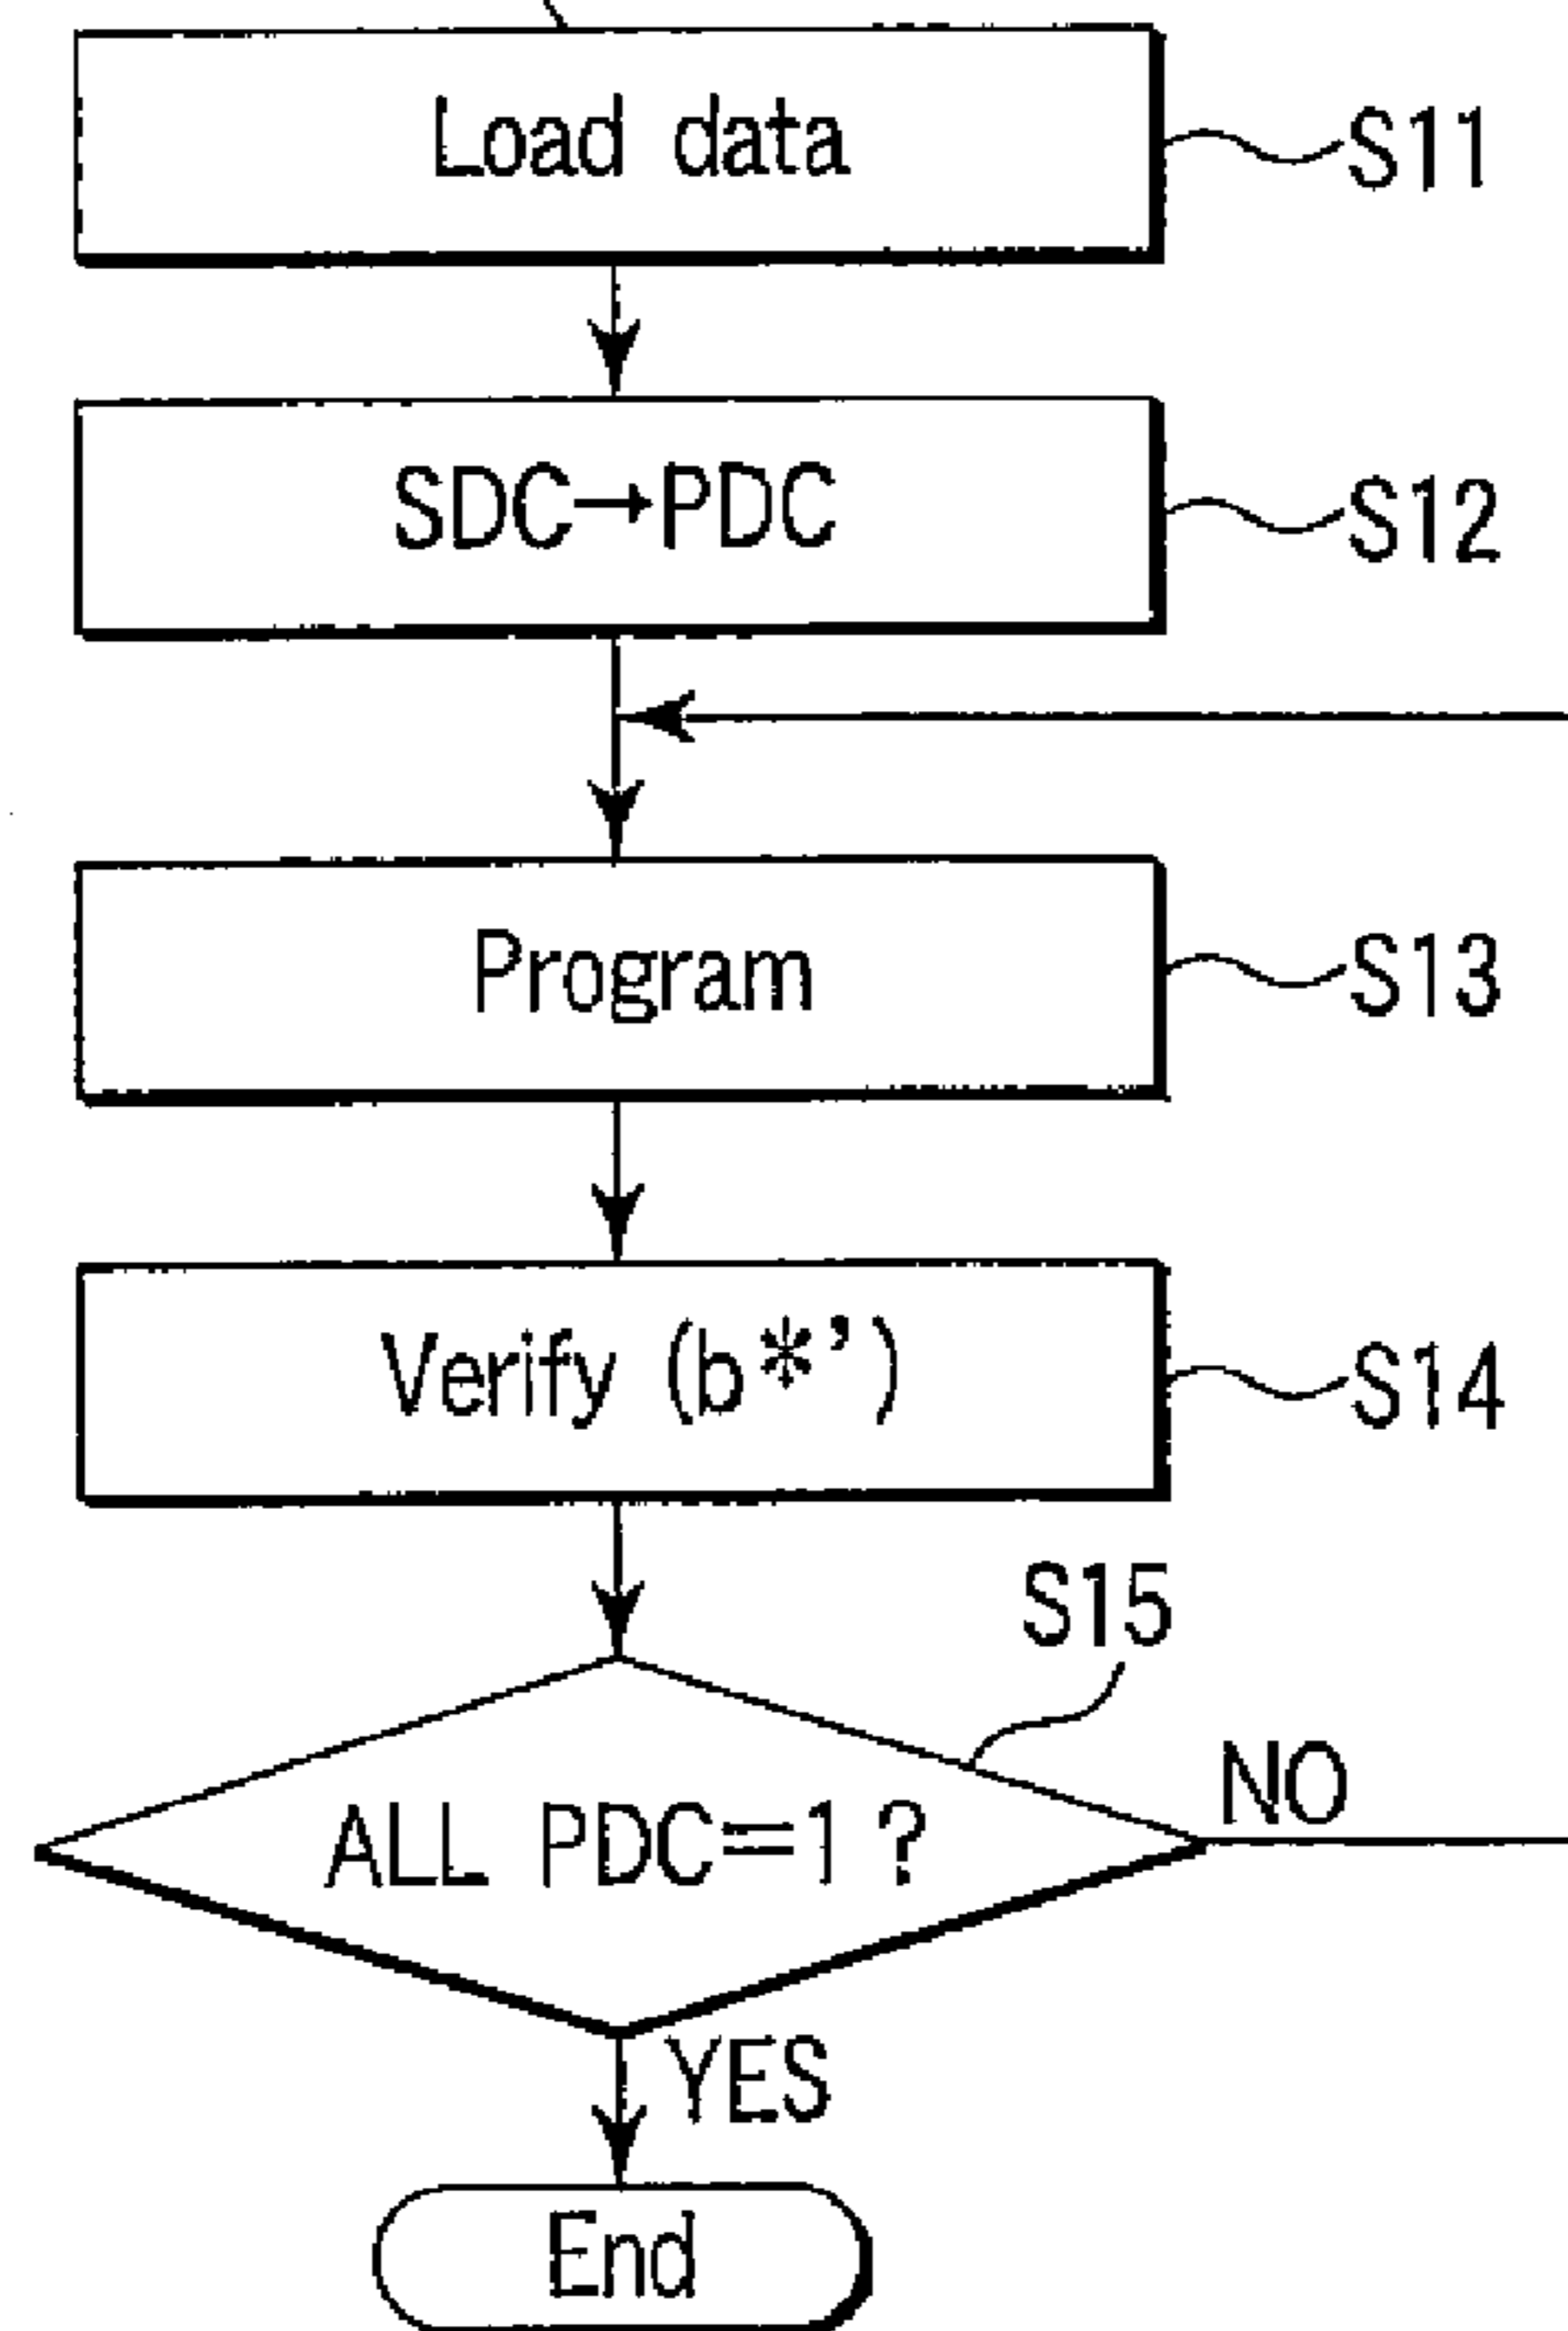 Load data
S11
SDC→PDC
S12
Program
S13
Verify (b*')
S14
S15
ALL PDC=1 ?
NO
YES
End